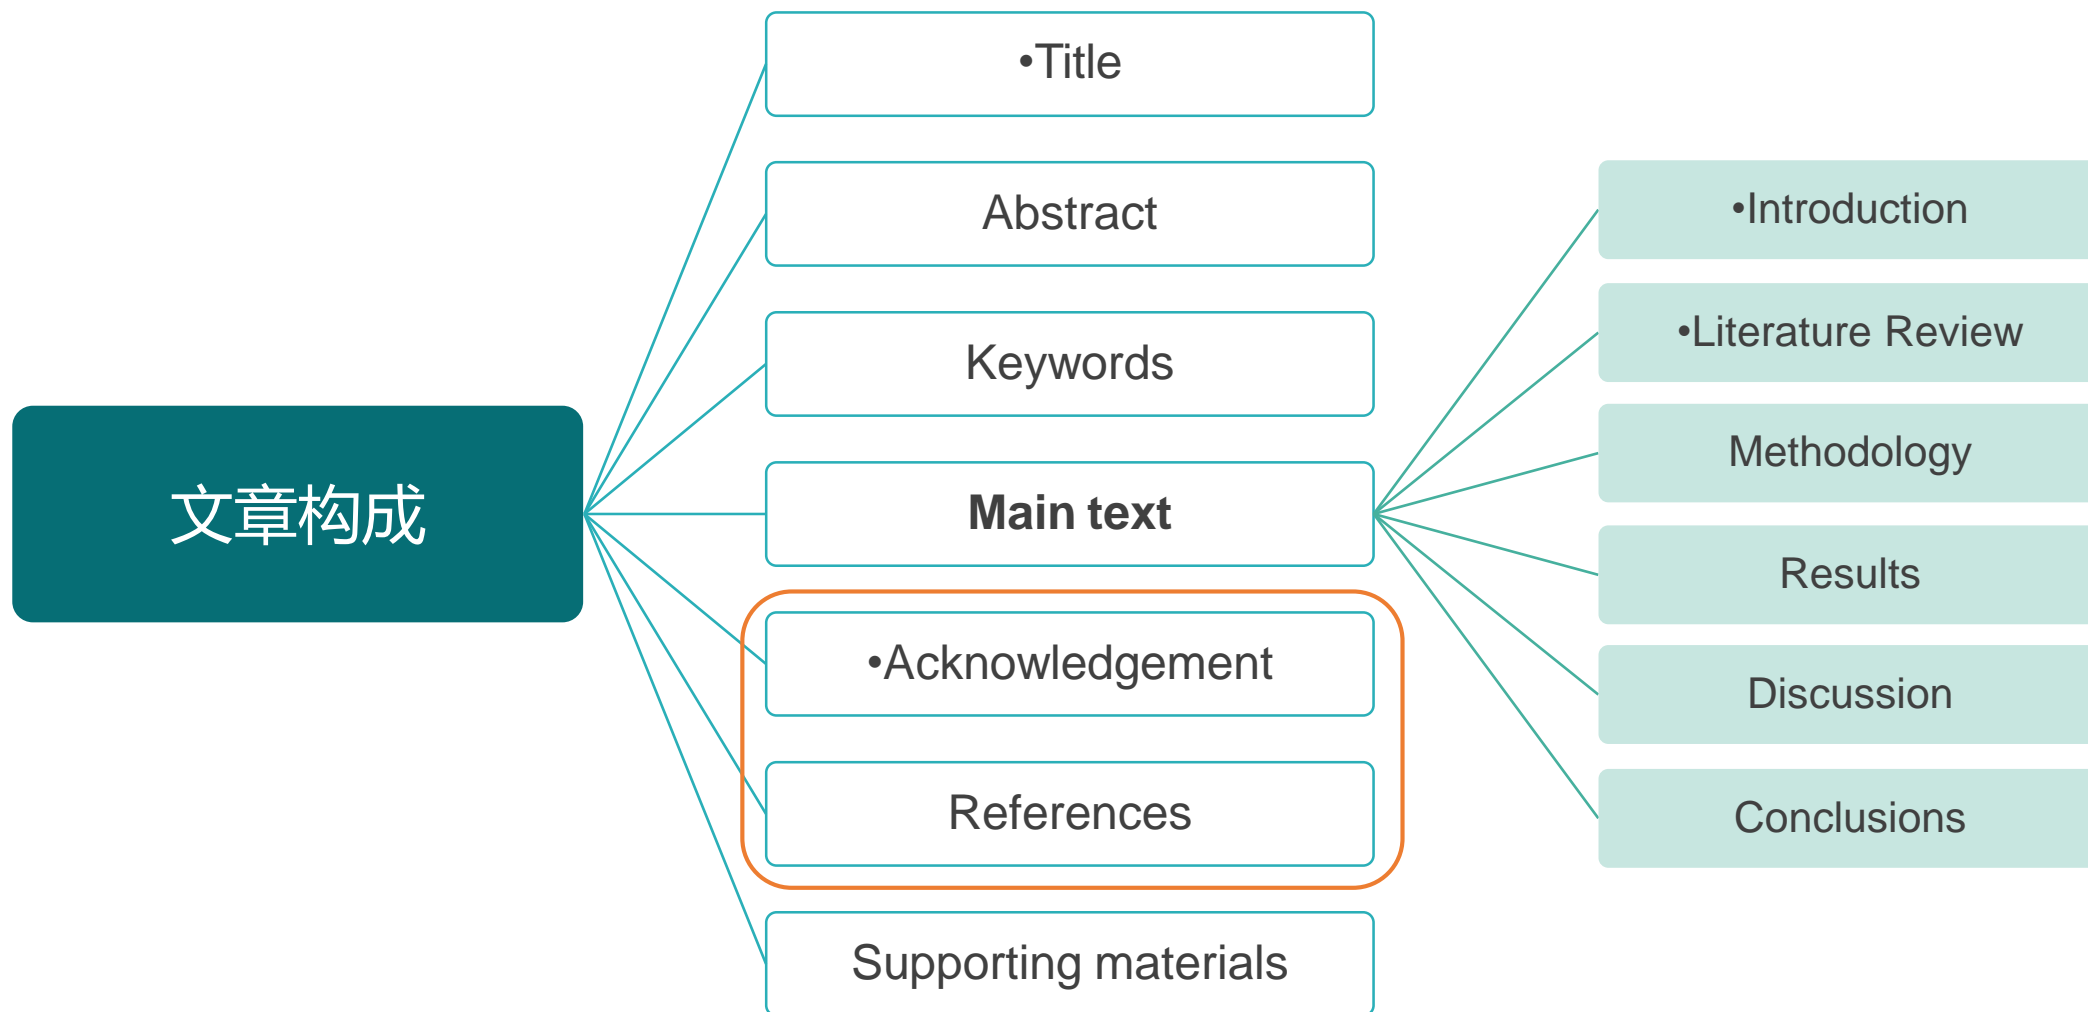 文章构成
•Title
Abstract
Keywords
Main text
•Acknowledgement
References
Supporting materials
•Introduction
•Literature Review
Methodology
Results
Discussion
Conclusions